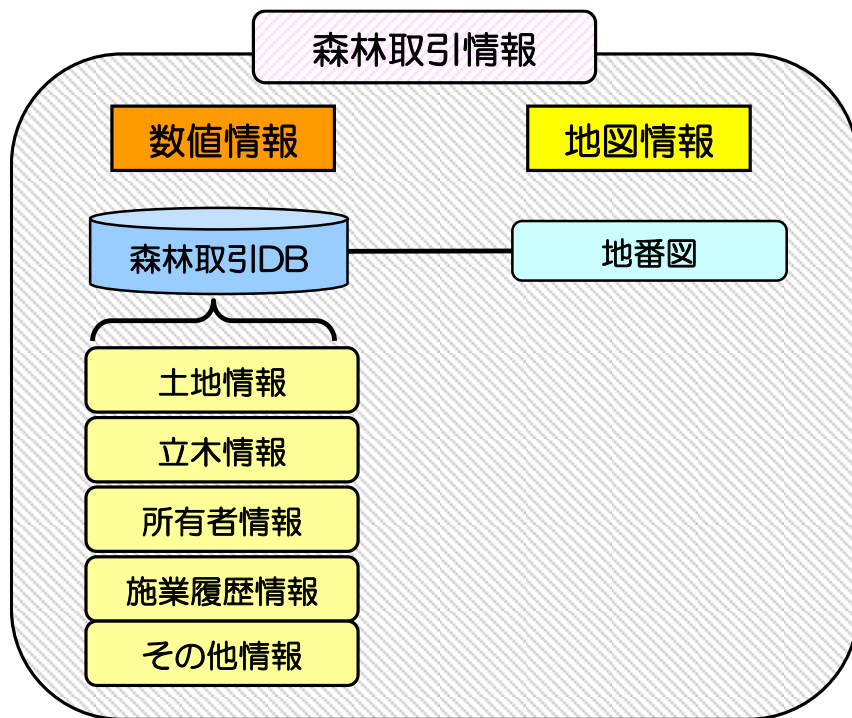 森林取引情報
数値情報
地図情報
森林取引DB
地番図
土地情報
立木情報
所有者情報
施業履歴情報
その他情報